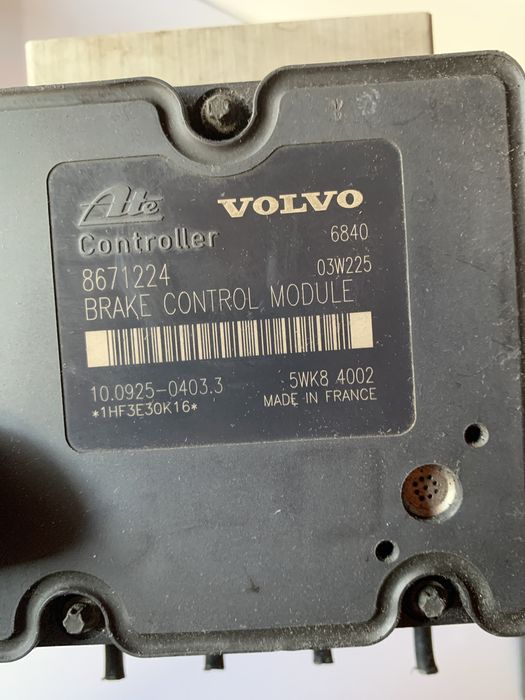 Ate VOLVO
Controller 6840
8671224 03W225
BRAKE CONTROL MODULE
10.0925-0403.3 5WK8 4002
*1HF3E30K16* MADE IN FRANCE